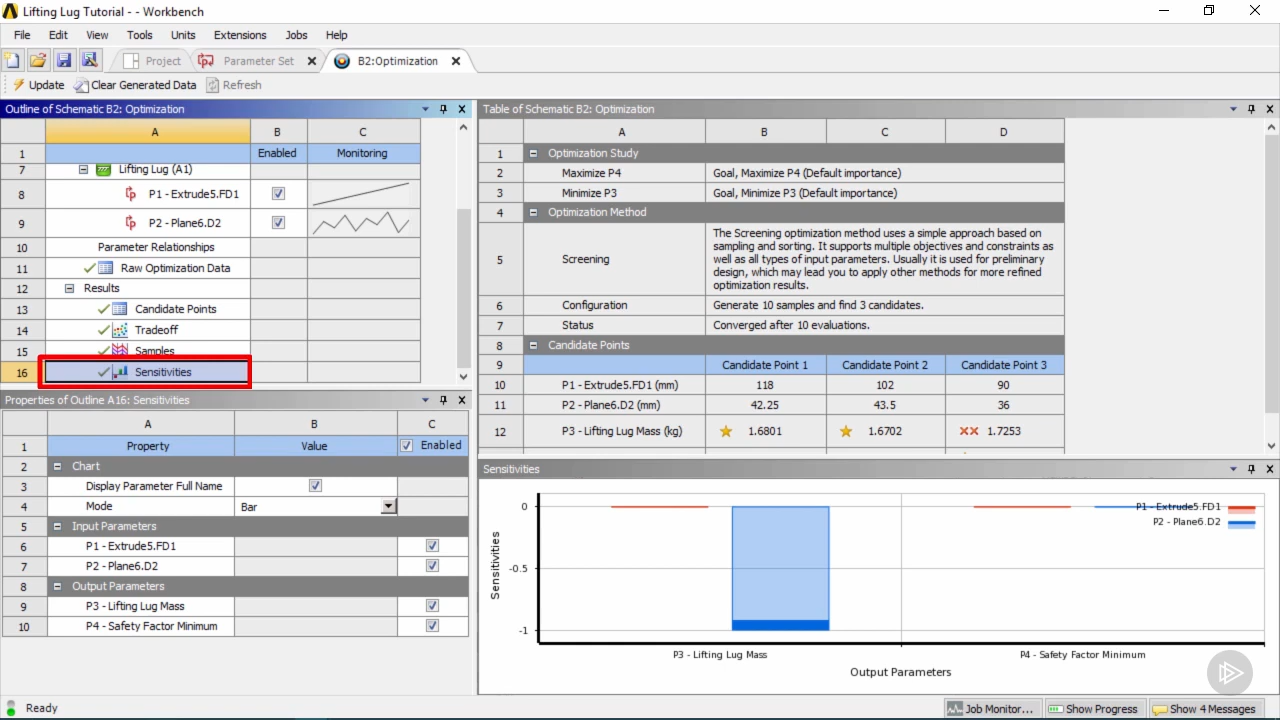 Lifting Lug Tutorial - - Workbench
File Edit View Tools Units Extensions Jobs Help
Project Parameter Set B2:Optimization
Update Clear Generated Data Refresh
Outline of Schematic B2: Optimization
A B C
1 Enabled Monitoring
7 Lifting Lug (A1)
8 P1 - Extrude5.FD1
9 P2 - Plane6.D2
10 Parameter Relationships
11 Raw Optimization Data
12 Results
13 Candidate Points
14 Tradeoff
15 Samples
16 Sensitivities
Properties of Outline A16: Sensitivities
A B C
1 Property Value Enabled
2 Chart
3 Display Parameter Full Name
4 Mode Bar
5 Input Parameters
6 P1 - Extrude5.FD1
7 P2 - Plane6.D2
8 Output Parameters
9 P3 - Lifting Lug Mass
10 P4 - Safety Factor Minimum
Table of Schematic B2: Optimization
A B C D
1 Optimization Study
2 Maximize P4 Goal, Maximize P4 (Default importance)
3 Minimize P3 Goal, Minimize P3 (Default importance)
4 Optimization Method
5 Screening The Screening optimization method uses a simple approach based on
sampling and sorting. It supports multiple objectives and constraints as
well as all types of input parameters. Usually it is used for preliminary
design, which may lead you to apply other methods for more refined
optimization results.
6 Configuration Generate 10 samples and find 3 candidates.
7 Status Converged after 10 evaluations.
8 Candidate Points
9 Candidate Point 1 Candidate Point 2 Candidate Point 3
10 P1 - Extrude5.FD1 (mm) 118 102 90
11 P2 - Plane6.D2 (mm) 42.25 43.5 36
12 P3 - Lifting Lug Mass (kg) 1.6801 1.6702 1.7253
Sensitivities
P1 - Extrude5.FD1
P2 - Plane6.D2
Sensitivities
0
-0.5
-1
P3 - Lifting Lug Mass P4 - Safety Factor Minimum
Output Parameters
Ready Job Monitor... Show Progress Show 4 Messages